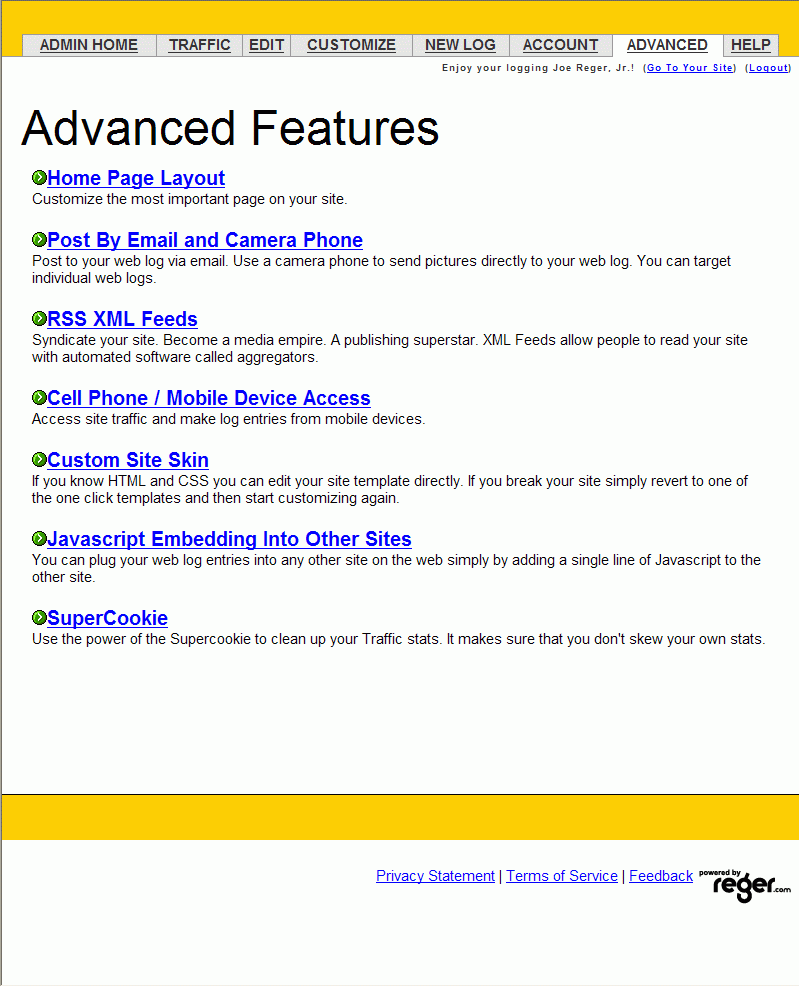 ADMIN HOME TRAFFIC EDIT CUSTOMIZE NEW LOG ACCOUNT ADVANCED HELP
Enjoy your logging Joe Reger, Jr.! (Go To Your Site) (Logout)
Advanced Features
Home Page Layout
Customize the most important page on your site.
Post By Email and Camera Phone
Post to your web log via email. Use a camera phone to send pictures directly to your web log. You can target
individual web logs.
RSS XML Feeds
Syndicate your site. Become a media empire. A publishing superstar. XML Feeds allow people to read your site
with automated software called aggregators.
Cell Phone / Mobile Device Access
Access site traffic and make log entries from mobile devices.
Custom Site Skin
If you know HTML and CSS you can edit your site template directly. If you break your site simply revert to one of
the one click templates and then start customizing again.
Javascript Embedding Into Other Sites
You can plug your web log entries into any other site on the web simply by adding a single line of Javascript to the
other site.
SuperCookie
Use the power of the Supercookie to clean up your Traffic stats. It makes sure that you don't skew your own stats.
Privacy Statement | Terms of Service | Feedback powered by
reger.com